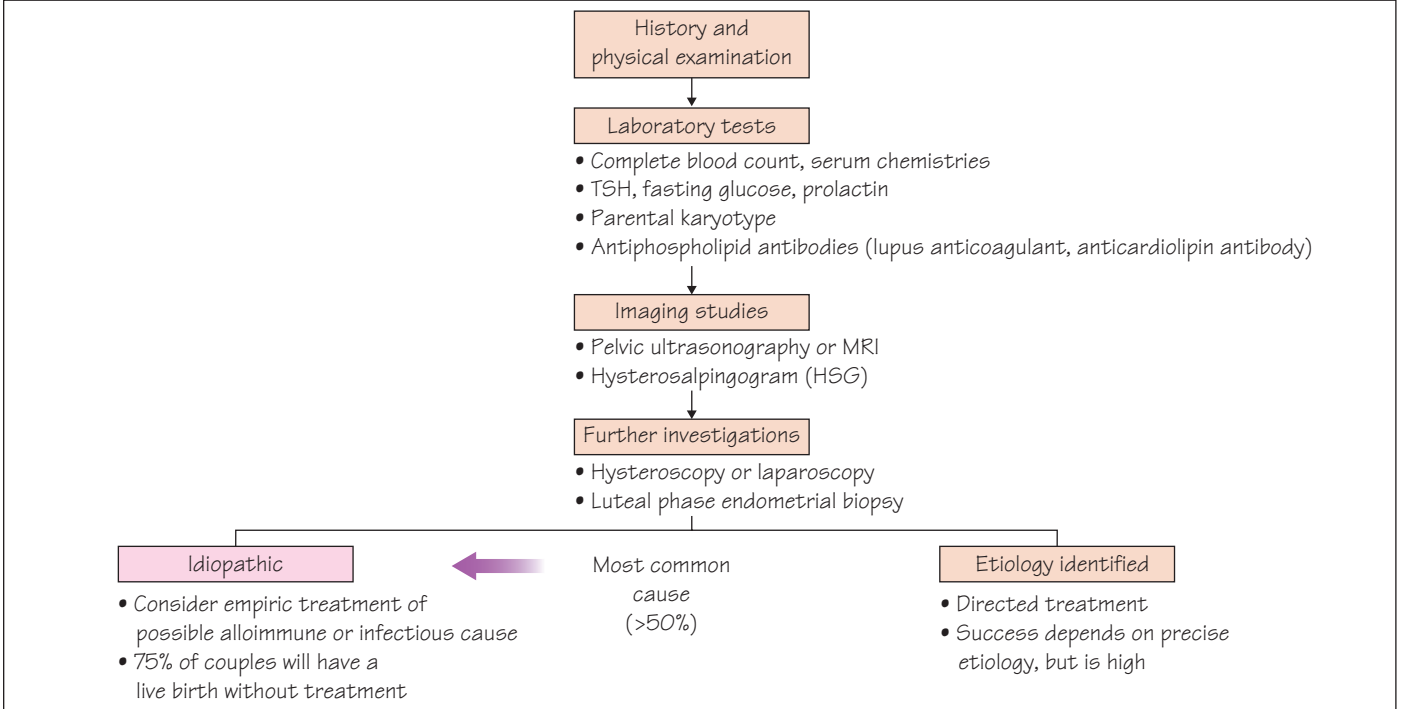 History and
physical examination
Laboratory tests
• Complete blood count, serum chemistries
• TSH, fasting glucose, prolactin
• Parental karyotype
• Antiphospholipid antibodies (lupus anticoagulant, anticardiolipin antibody)
Imaging studies
• Pelvic ultrasonography or MRI
• Hysterosalpingogram (HSG)
Further investigations
• Hysteroscopy or laparoscopy
• Luteal phase endometrial biopsy
Idiopathic
• Consider empiric treatment of
possible alloimmune or infectious cause
• 75% of couples will have a
live birth without treatment
Most common
cause
(>50%)
Etiology identified
• Directed treatment
• Success depends on precise
etiology, but is high